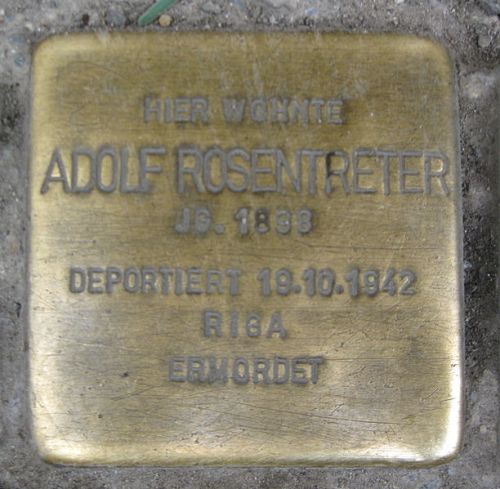 HIER WOHNTE
ADOLF ROSENTRETER
JG. 1898
DEPORTIERT 19.10.1942
RIGA
ERMORDET